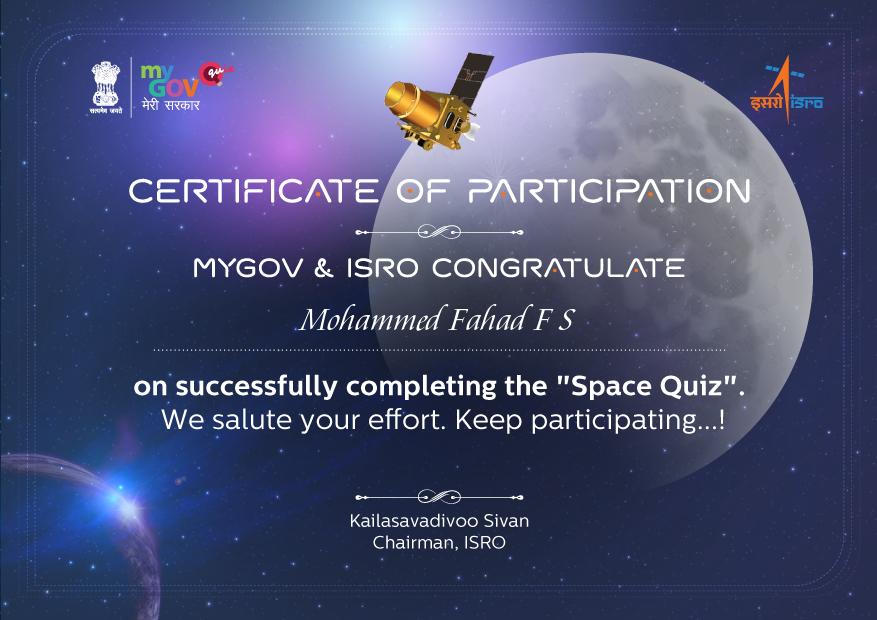 सत्यमेव जयते
my
GOV
मेरी सरकार
इसरो isro
CERTIFICATE OF PARTICIPATION
MYGOV & ISRO CONGRATULATE
Mohammed Fahad F S
on successfully completing the "Space Quiz".
We salute your effort. Keep participating...!
Kailasavadivoo Sivan
Chairman, ISRO